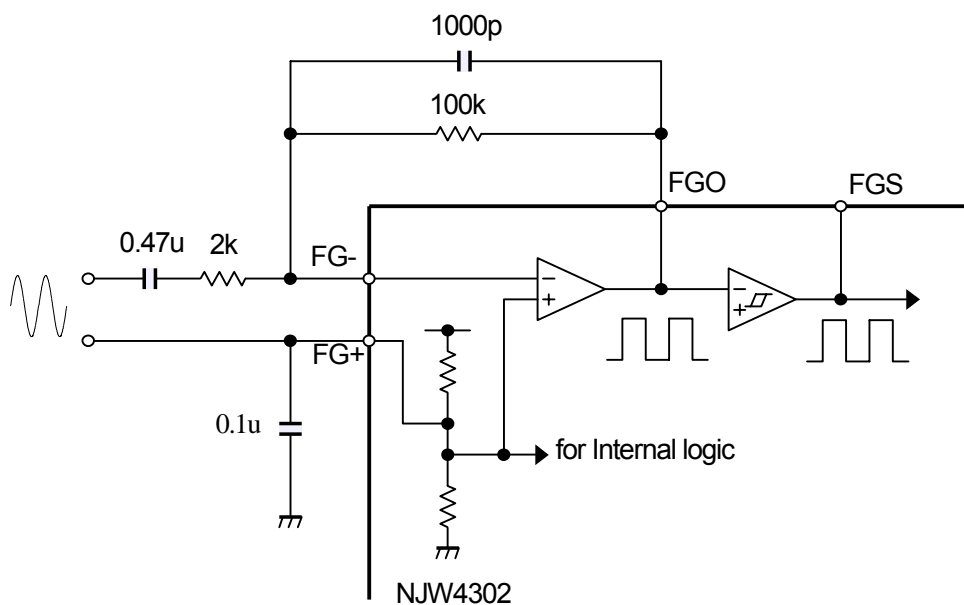 1000p
100k
FGO
FGS
0.47u
2k
FG-
FG+
0.1u
for Internal logic
NJW4302